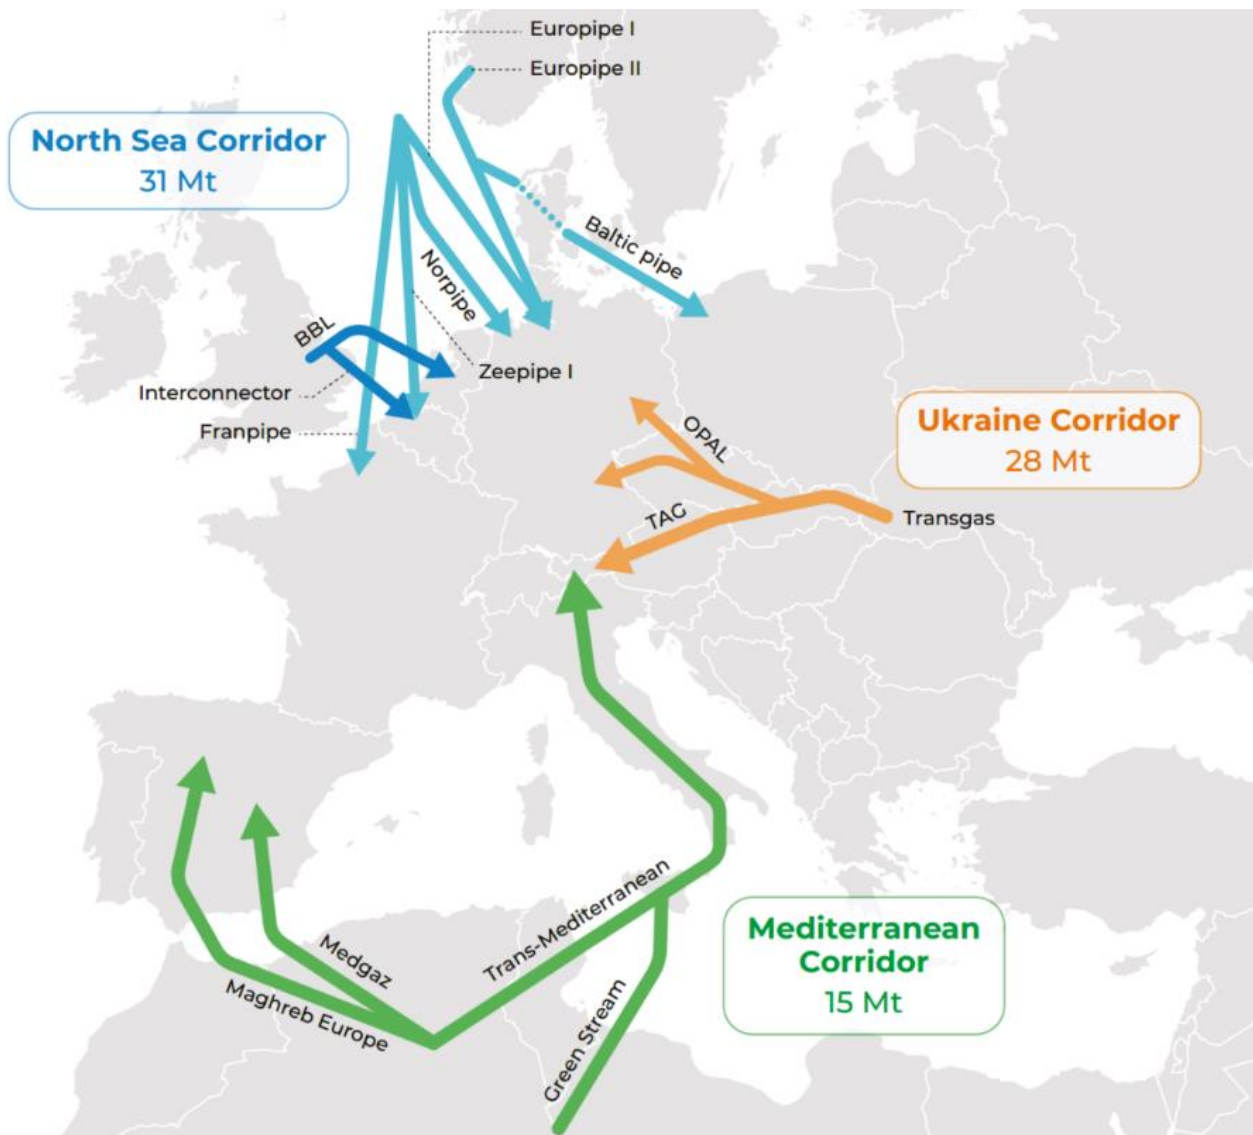 Europipe I
Europipe II
North Sea Corridor
31 Mt
Baltic pipe
Norpipe
BBL
Zeepipe I
Interconnector
Franpipe
Ukraine Corridor
28 Mt
OPAL
TAG
Transgas
Mediterranean
Corridor
15 Mt
Trans-Mediterranean
Medgaz
Maghreb Europe
Green Stream